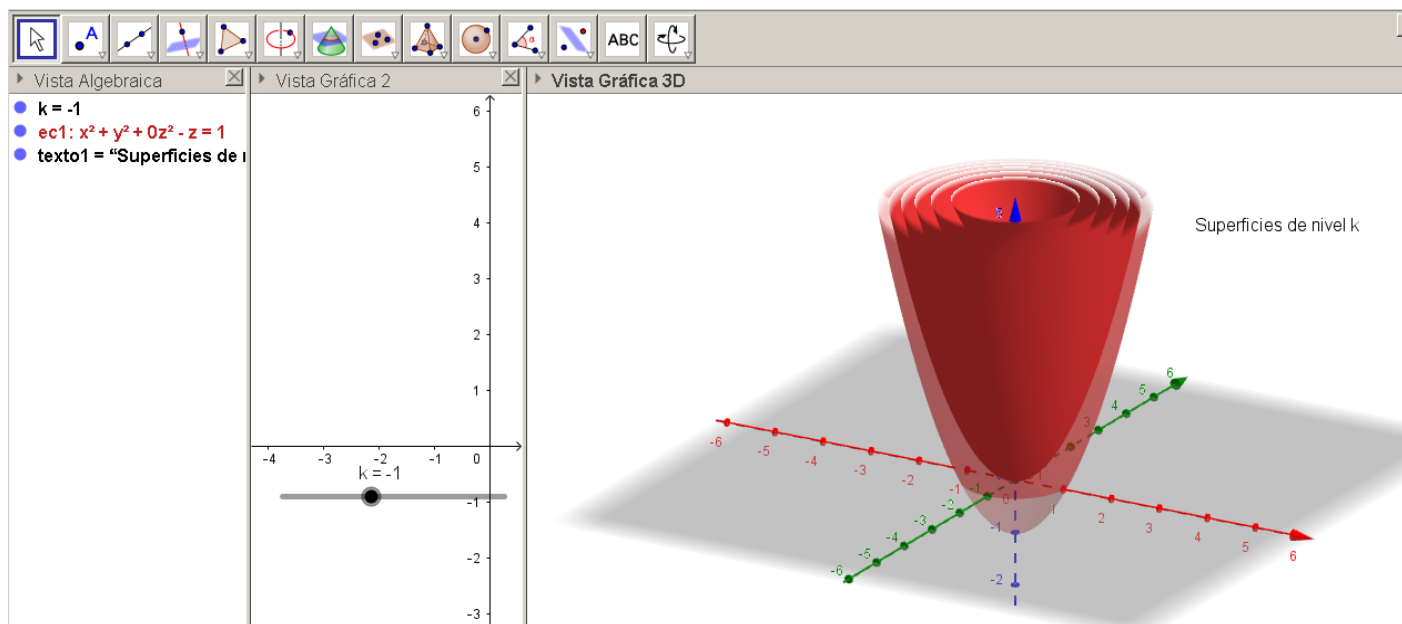 A
ABC
Vista Algebraica
Vista Gráfica 2
Vista Gráfica 3D
k = -1
ec1: x² + y² + 0z² - z = 1
texto1 = “Superficies de
6
5
4
3
2
1
-4 -3 -2 -1 0
k = -1
-1
-2
-3
Superficies de nivel k
6
5
4
3
-6 -5 -4 -3 -2 -1 0 1 2 3 4 5 6
-1
-2
-3
-4
-5
-6
-1
-2